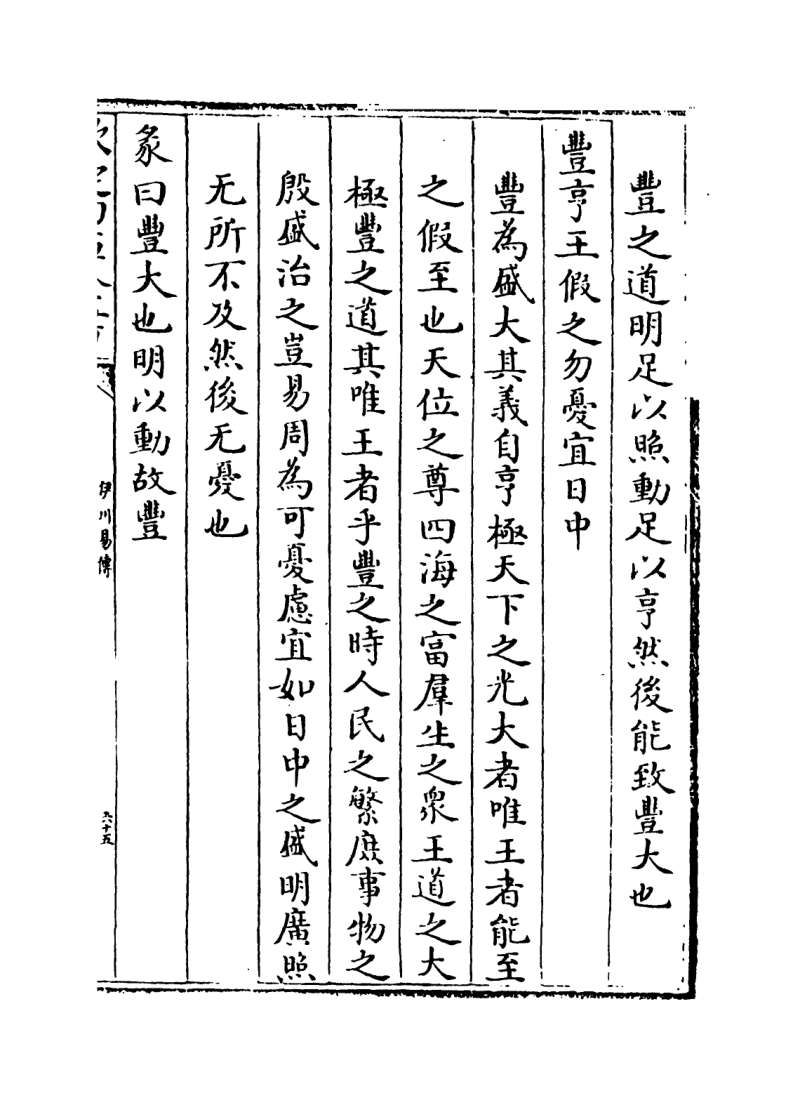 豐之道明足以照動足以亨然後能致豐大也
豐亨王假之勿憂宜日中
豐為盛大其義自亨極天下之光大者唯王者能至
之假至也天位之尊四海之富羣生之衆王道之大
極豐之道其唯王者乎豐之時人民之繁庶事物之
殷盛治之豈易周為可憂慮宜如日中之盛明廣照
无所不及然後无憂也
彖曰豐大也明以動故豐
伊川易傳
六十五